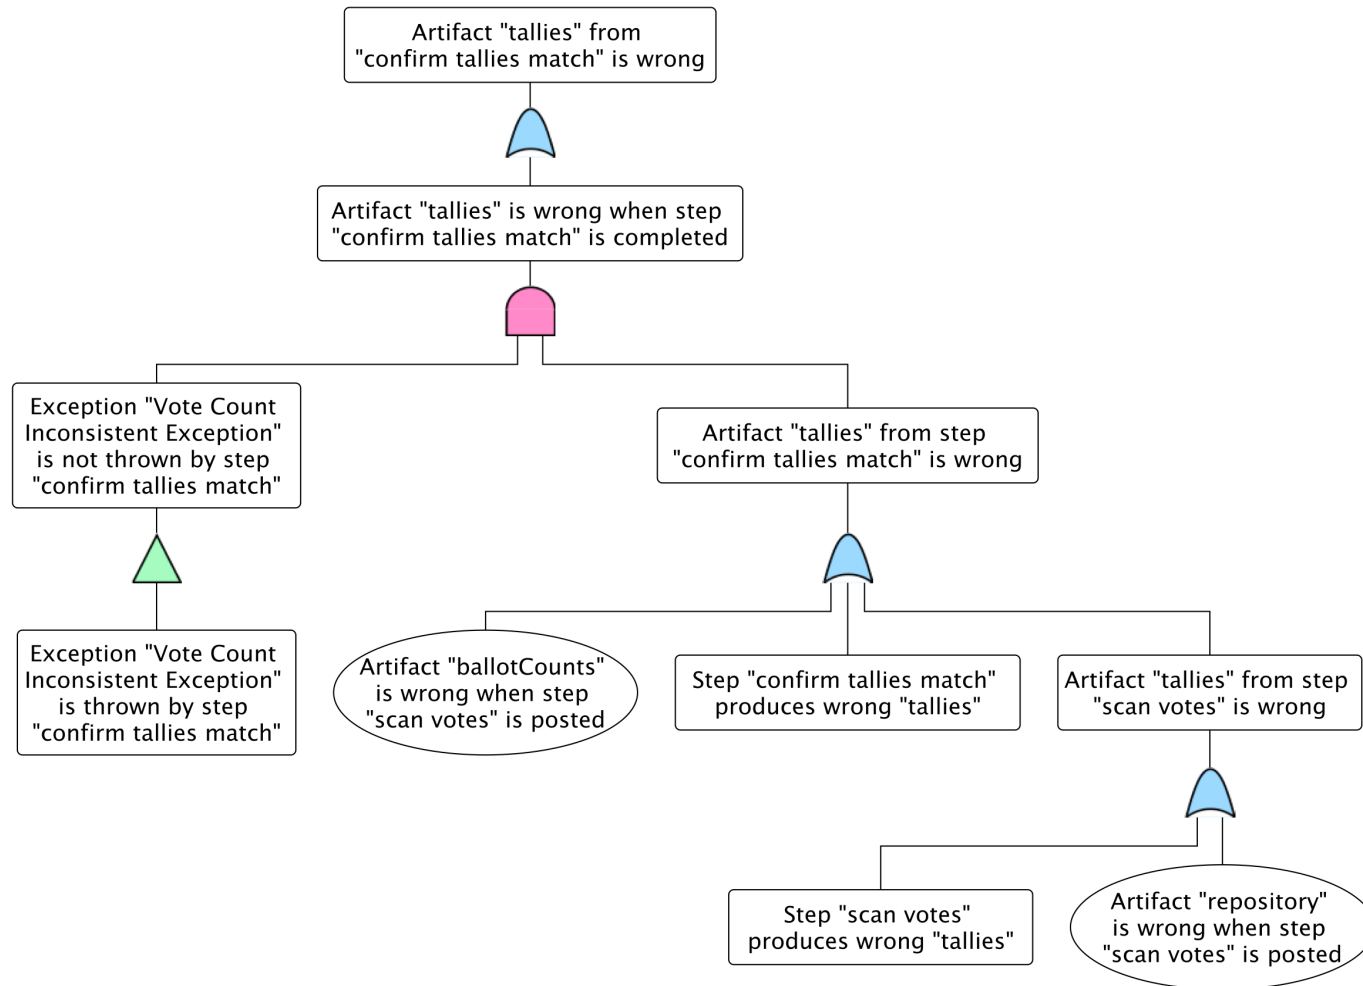 Artifact "tallies" from
"confirm tallies match" is wrong
Artifact "tallies" is wrong when step
"confirm tallies match" is completed
Exception "Vote Count
Inconsistent Exception"
is not thrown by step
"confirm tallies match"
Artifact "tallies" from step
"confirm tallies match" is wrong
Exception "Vote Count
Inconsistent Exception"
is thrown by step
"confirm tallies match"
Artifact "ballotCounts"
is wrong when step
"scan votes" is posted
Step "confirm tallies match"
produces wrong "tallies"
Artifact "tallies" from step
"scan votes" is wrong
Step "scan votes"
produces wrong "tallies"
Artifact "repository"
is wrong when step
"scan votes" is posted